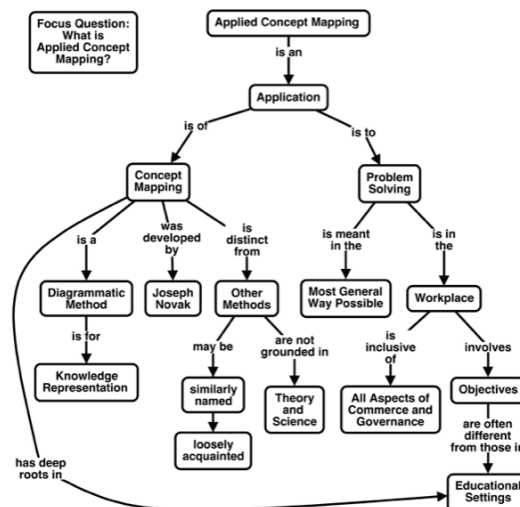 Focus Question:
What is
Applied Concept
Mapping?
Applied Concept Mapping
is an
Application
is of
is to
Concept
Mapping
Problem
Solving
is a
was
developed
by
is
distinct
from
is meant
in the
is in
the
Diagrammatic
Method
Joseph
Novak
Other
Methods
Most General
Way Possible
Workplace
is for
may be
are not
grounded in
is
inclusive
of
involves
Knowledge
Representation
similarly
named
Theory
and
Science
All Aspects of
Commerce and
Governance
Objectives
loosely
acquainted
are often
different
from those in
has deep
roots in
Educational
Settings